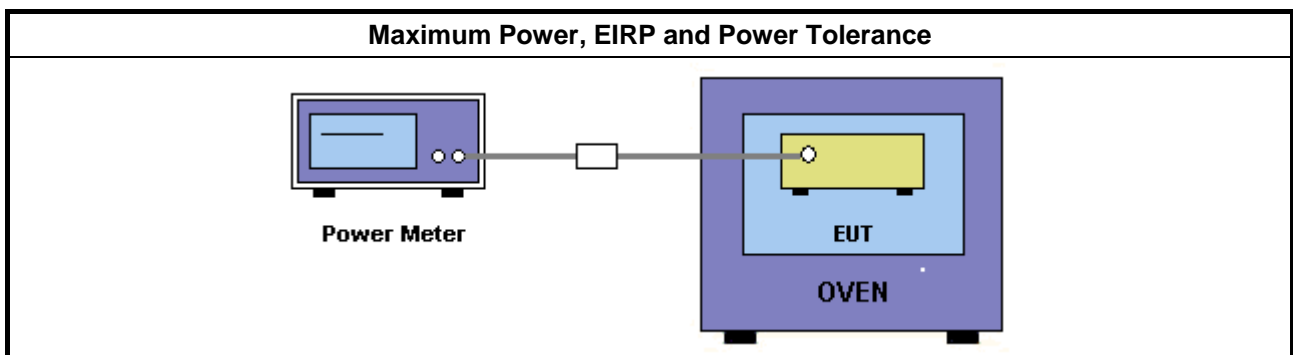 Maximum Power, EIRP and Power Tolerance
Power Meter
EUT
OVEN